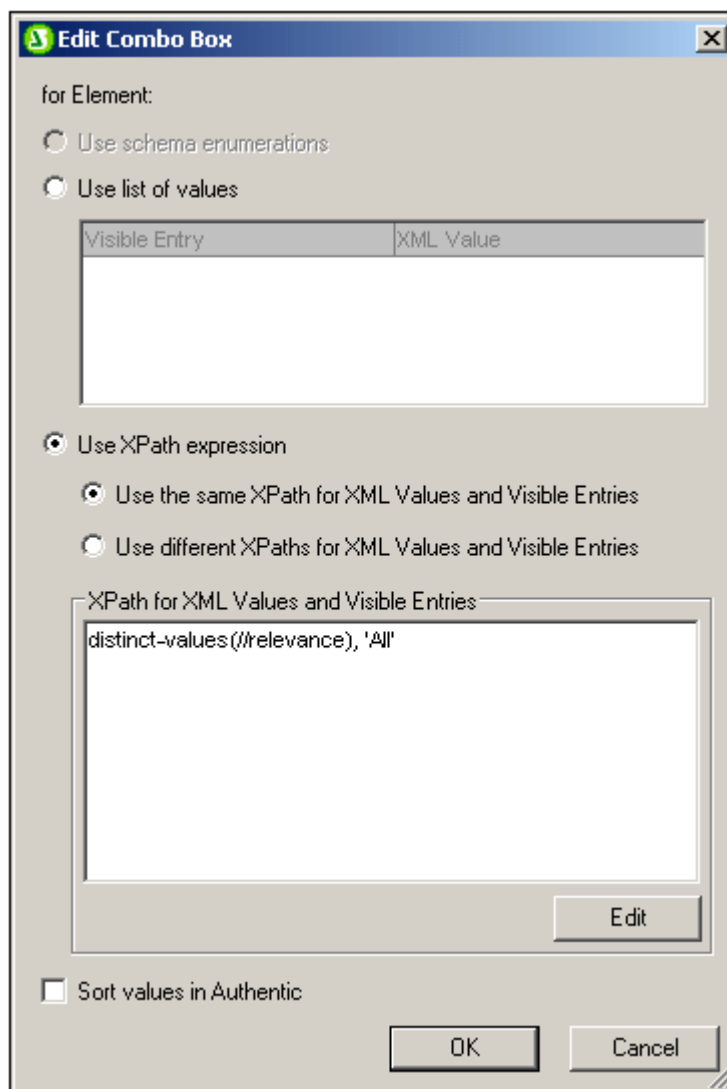 Edit Combo Box
for Element:
Use schema enumerations
Use list of values
Visible Entry XML Value
Use XPath expression
Use the same XPath for XML Values and Visible Entries
Use different XPaths for XML Values and Visible Entries
XPath for XML Values and Visible Entries
distinct-values(//relevance), 'All'
Edit
Sort values in Authentic
OK Cancel